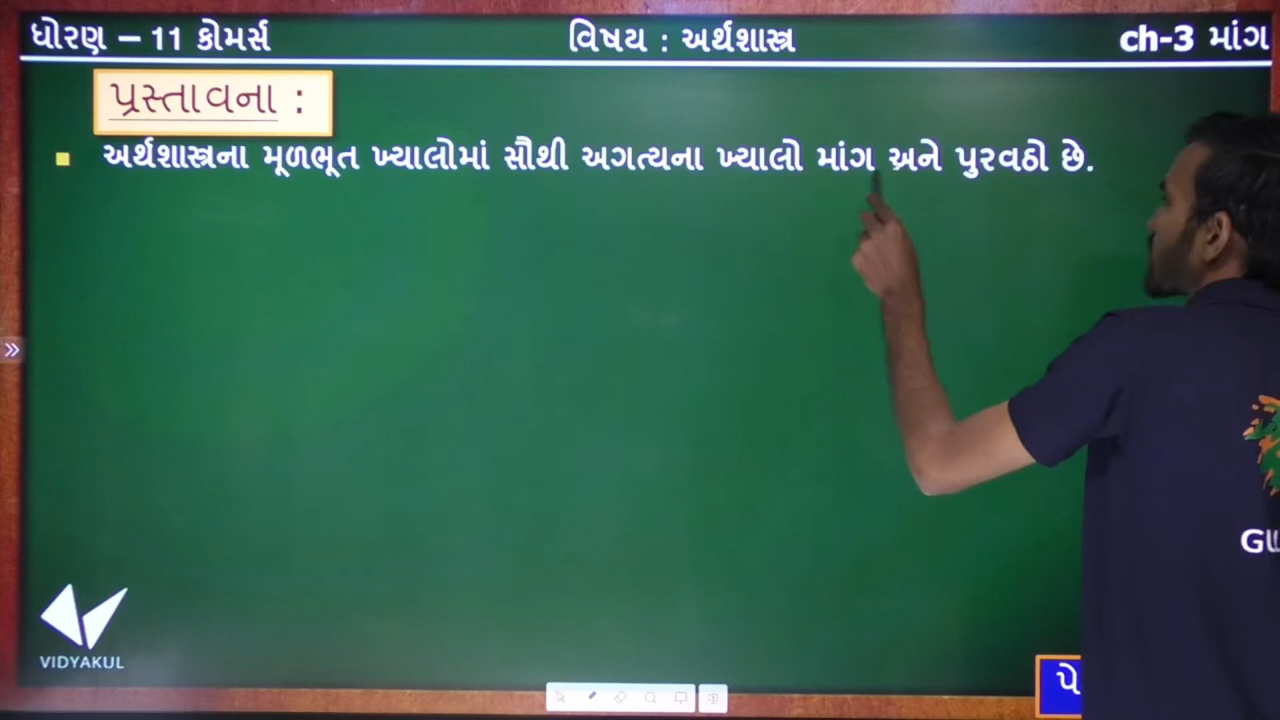 ધોરણ – 11 કોમર્સ વિષય : અર્થશાસ્ત્ર ch-3 માંગ
પ્રસ્તાવના :
અર્થશાસ્ત્રના મૂળભૂત ખ્યાલોમાં સૌથી અગત્યના ખ્યાલો માંગ અને પુરવઠો છે.
VIDYAKUL